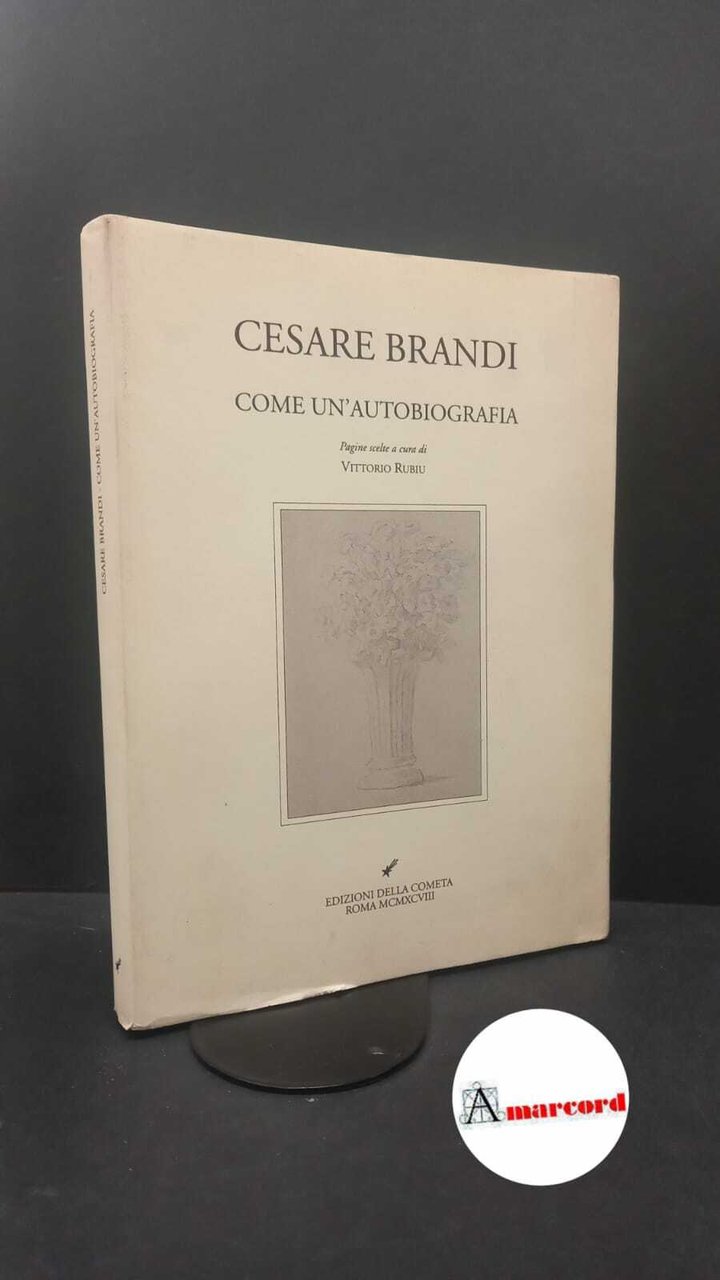 CESARE BRANDI
COME UN'AUTOBIOGRAFIA
Pagine scelte a cura di
VITTORIO RUBIU
EDIZIONI DELLA COMETA
ROMA MCMXCVIII
CESARE BRANDI - COME UN'AUTOBIOGRAFIA
Amarcord